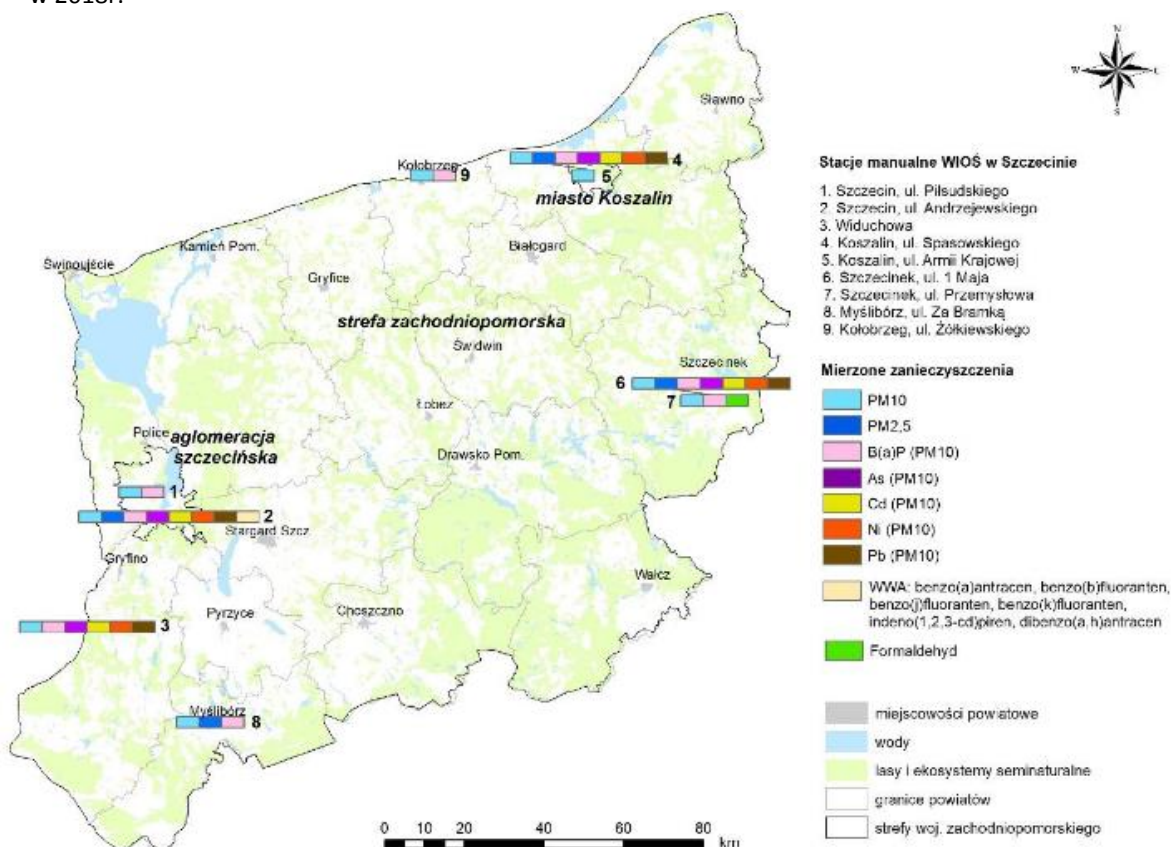 w 2018r.
N
W
E
S
Sławno
Kołobrzeg
4
9
5
miasto Koszalin
Kamień Pom.
Białogard
Świnoujście
Gryfice
strefa zachodniopomorska
Świdwin
Szczecinek
6
7
Łobez
Police
aglomeracja
szczecińska
Drawsko Pom.
1
2
Stargard Szcz
Gryfino
Wałcz
Pyrzyce
Choszczno
3
Myślibórz
8
0 10 20 40 60 80
km
Stacje manualne WIOŚ w Szczecinie
1. Szczecin, ul. Piłsudskiego
2. Szczecin, ul. Andrzejewskiego
3. Widuchowa
4. Koszalin, ul. Spasowskiego
5. Koszalin, ul. Armii Krajowej
6. Szczecinek, ul. 1 Maja
7. Szczecinek, ul. Przemysłowa
8. Myślibórz, ul. Za Bramką
9. Kołobrzeg, ul. Żółkiewskiego
Mierzone zanieczyszczenia
PM10
PM2,5
B(a)P (PM10)
As (PM10)
Cd (PM10)
Ni (PM10)
Pb (PM10)
WWA: benzo(a)antracen, benzo(b)fluoranten,
benzo(j)fluoranten, benzo(k)fluoranten,
indeno(1,2,3-cd)piren, dibenzo(a,h)antracen
Formaldehyd
miejscowości powiatowe
wody
lasy i ekosystemy seminaturalne
granice powiatów
strefy woj. zachodniopomorskiego